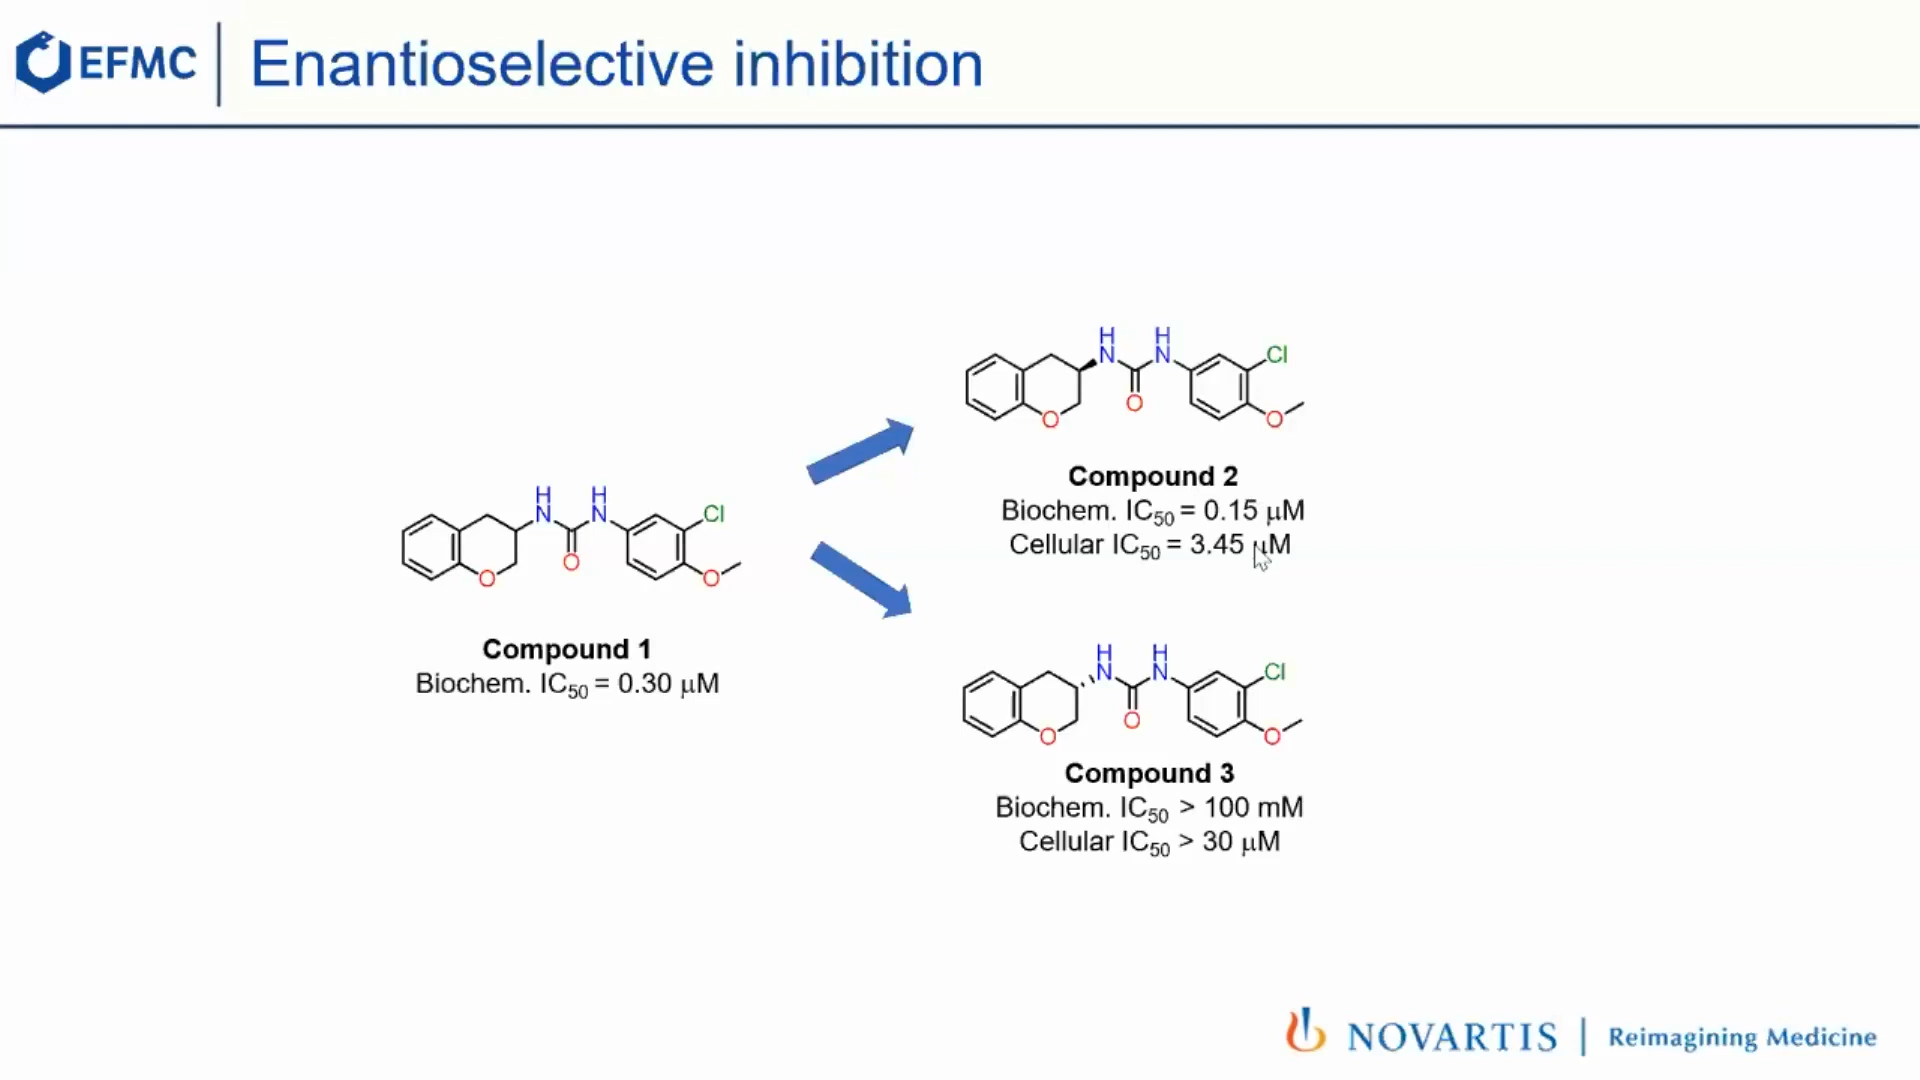 EFMC
Enantioselective inhibition
H H
N N Cl
O O
O
Compound 2
Biochem. IC50 = 0.15 μM
Cellular IC50 = 3.45 μM
H H
N N Cl
O O
O
Compound 1
Biochem. IC50 = 0.30 μM
H H
N N Cl
O O
O
Compound 3
Biochem. IC50 > 100 mM
Cellular IC50 > 30 μM
NOVARTIS | Reimagining Medicine